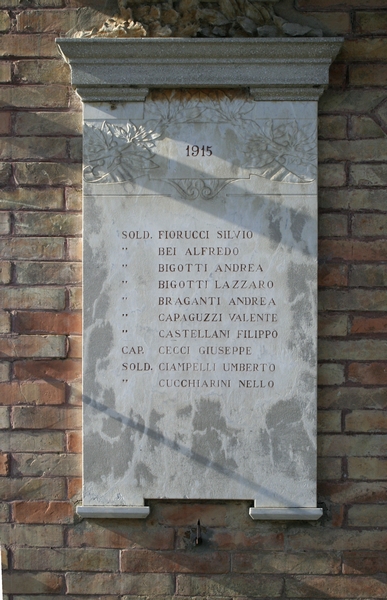 1915
SOLD. FIORUCCI SILVIO
" BEI ALFREDO
" BIGOTTI ANDREA
" BIGOTTI LAZZARO
" BRAGANTI ANDREA
" CAPAGUZZI VALENTE
" CASTELLANI FILIPPO
CAP. CECCI GIUSEPPE
SOLD. CIAMPELLI UMBERTO
" CUCCHIARINI NELLO